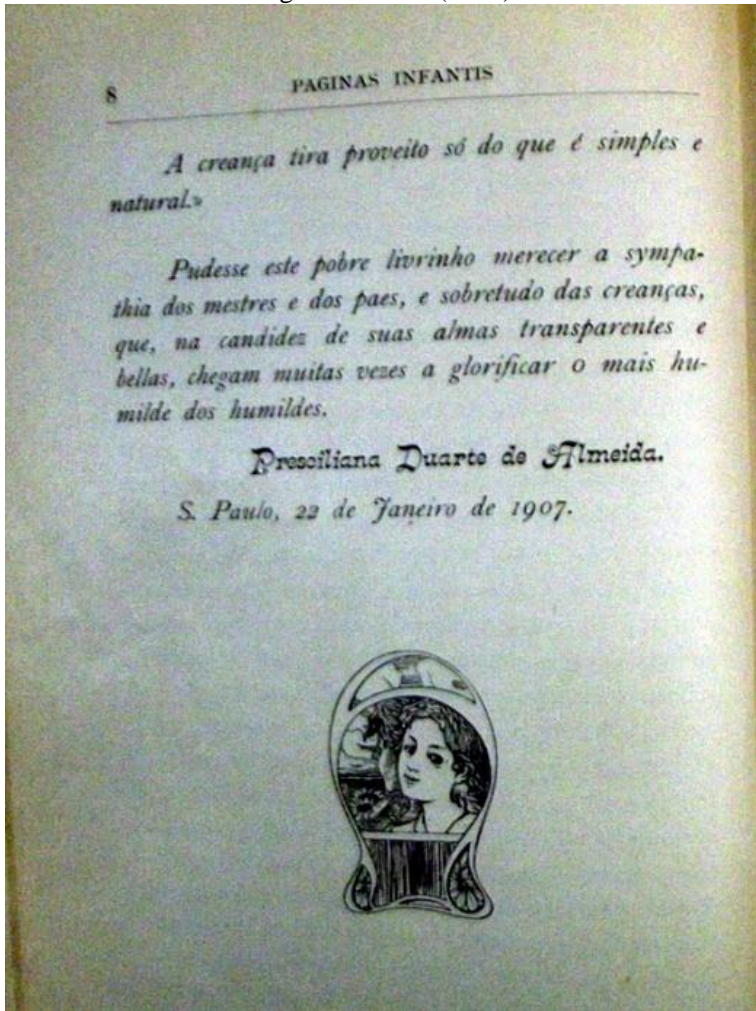 8 PAGINAS INFANTIS
A creança tira proveito só do que é simples e
natural.»
Pudesse este pobre livrinho merecer a sympa-
thia dos mestres e dos paes, e sobretudo das creanças,
que, na candidez de suas almas transparentes e
bellas, chegam muitas vezes a glorificar o mais hu-
milde dos humildes.
Presciliana Duarte de Almeida.
S. Paulo, 22 de Janeiro de 1907.